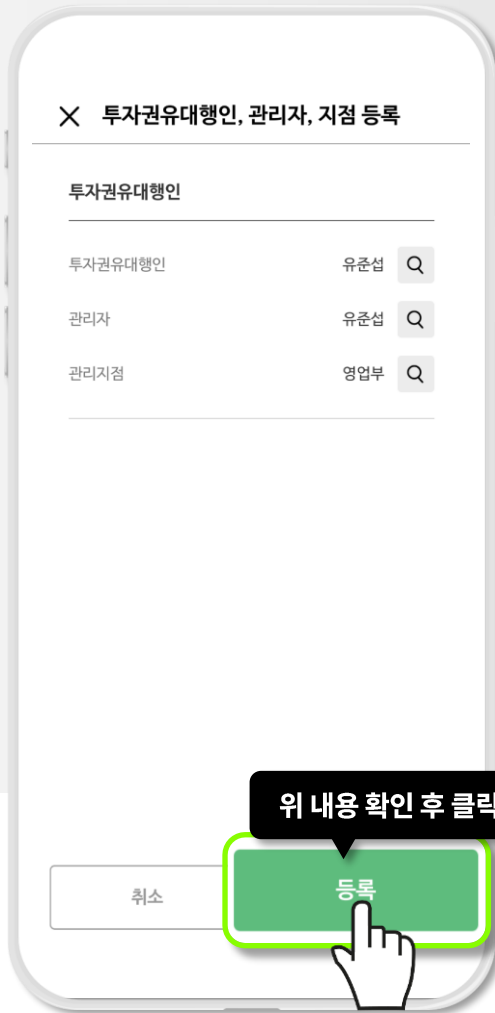 투자권유대행인, 관리자, 지점 등록
투자권유대행인
투자권유대행인 유준섭
관리자 유준섭
관리지점 영업부
위 내용 확인 후 클릭
취소 등록